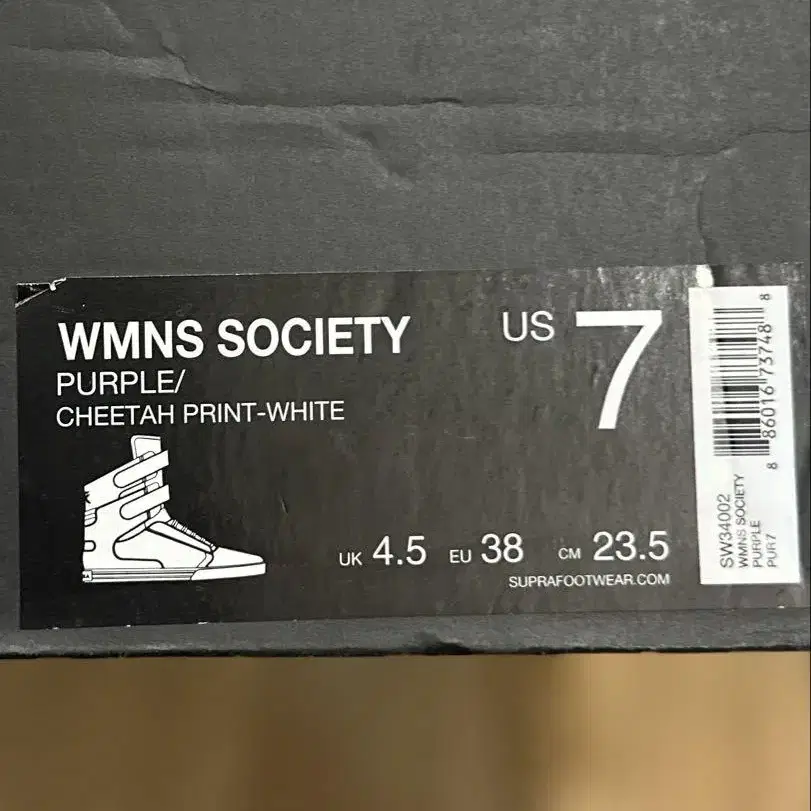 WMNS SOCIETY
PURPLE/
CHEETAH PRINT-WHITE
US 7
UK 4.5 EU 38 CM 23.5
SUPRAFOOTWEAR.COM
8 86016 73748 8
SW34002
WMNS SOCIETY
PURPLE
PUR7